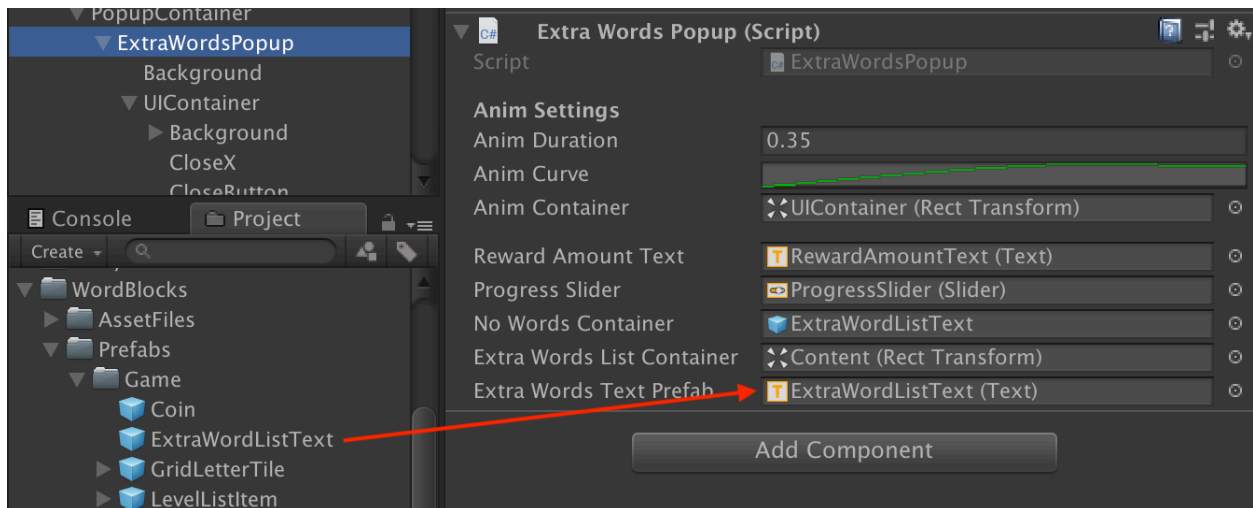 PopupContainer
ExtraWordsPopup
Background
UIContainer
Background
CloseX
CloseButton
Console
Project
Create
WordBlocks
AssetFiles
Prefabs
Game
Coin
ExtraWordListText
GridLetterTile
LevelListItem
C# Extra Words Popup (Script)
Script ExtraWordsPopup
Anim Settings
Anim Duration 0.35
Anim Curve
Anim Container UIContainer (Rect Transform)
Reward Amount Text T RewardAmountText (Text)
Progress Slider ProgressSlider (Slider)
No Words Container ExtraWordListText
Extra Words List Container Content (Rect Transform)
Extra Words Text Prefab T ExtraWordListText (Text)
Add Component